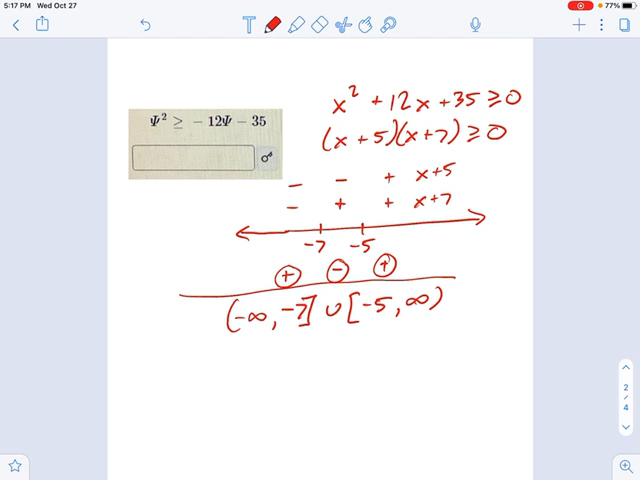 5:17 PM Wed Oct 27
77%
T
Ψ² ≥ − 12Ψ − 35
x² + 12x + 35 ≥ 0
(x + 5)(x + 7) ≥ 0
− − + x+5
− + + x+7
-7 -5
+ − +
(-∞, -7] ∪ [-5, ∞)
2
/
4